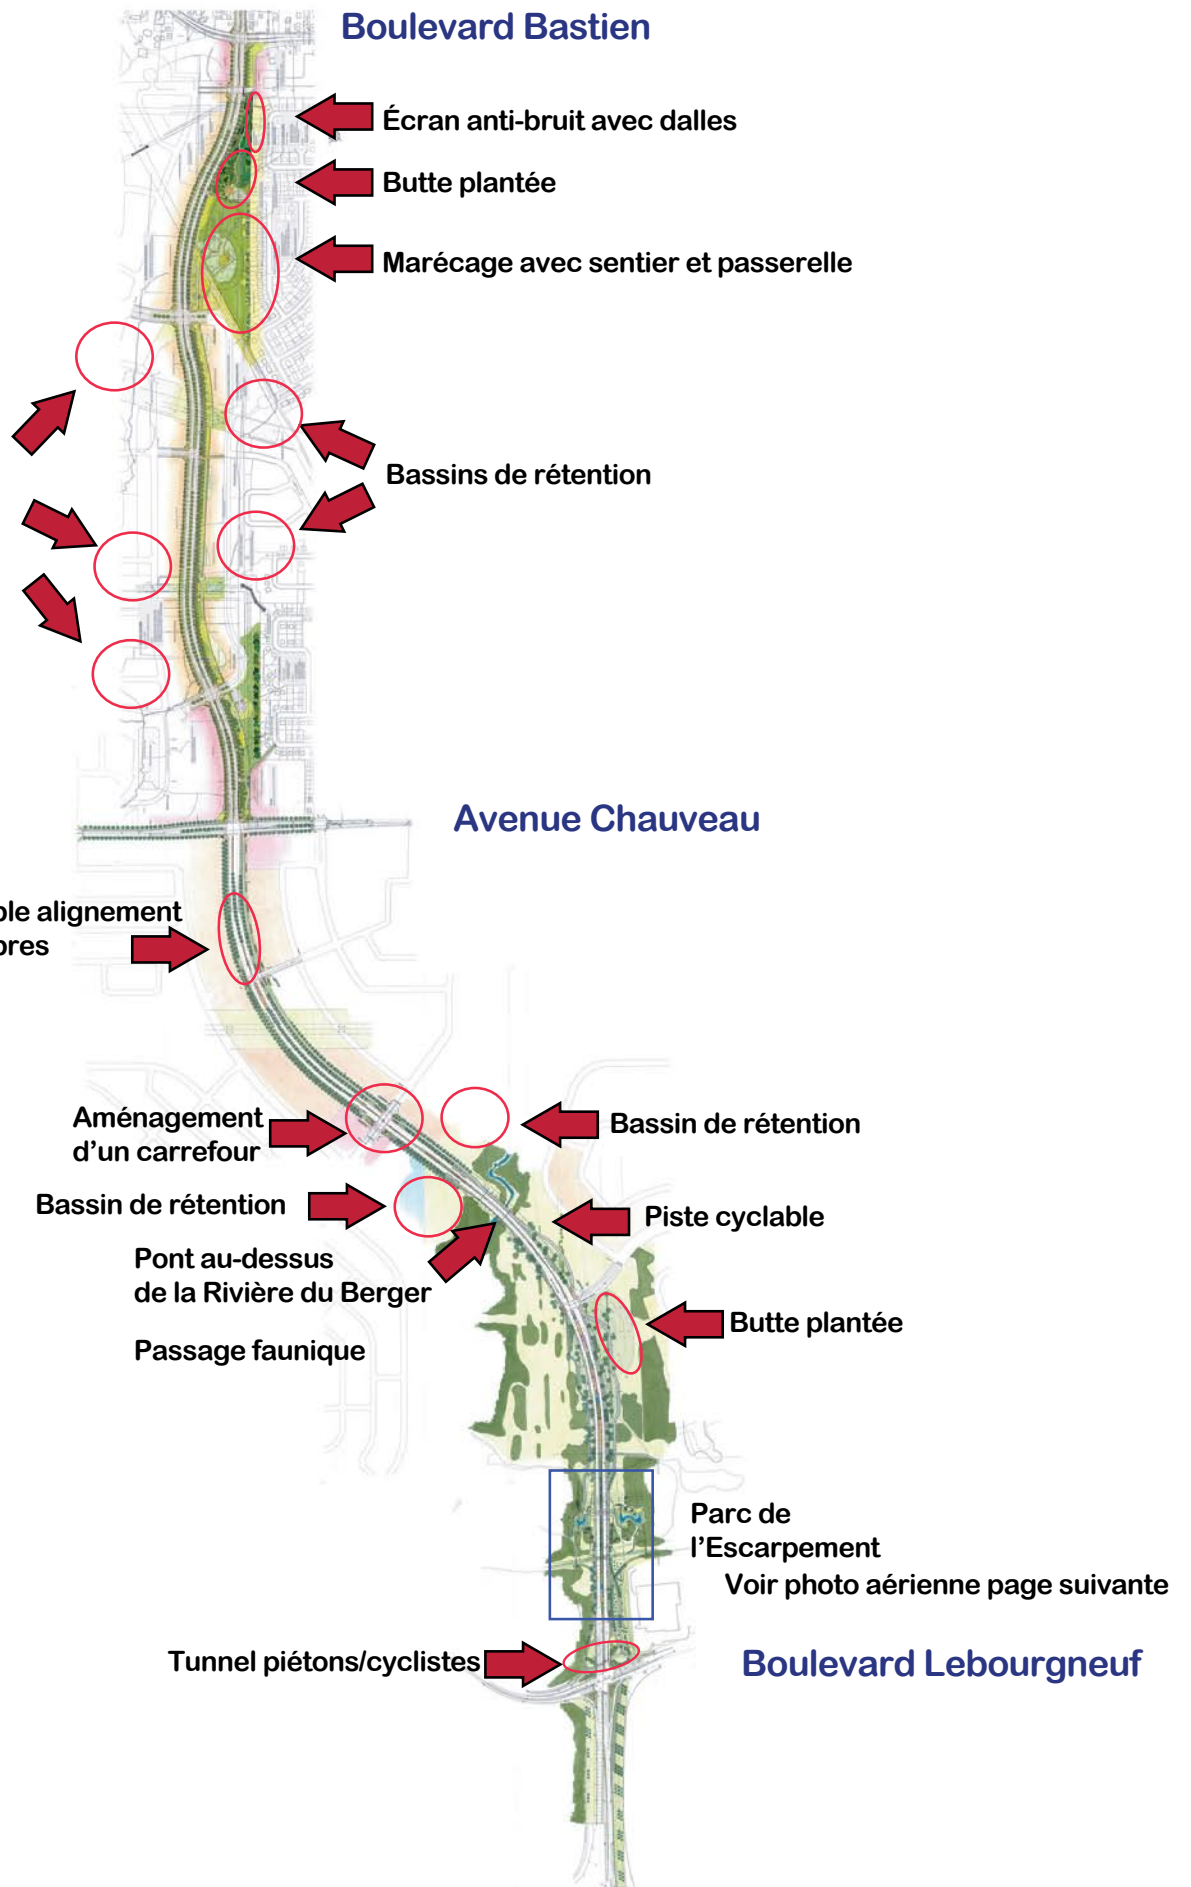 Boulevard Bastien
Écran anti-bruit avec dalles
Butte plantée
Marécage avec sentier et passerelle
Bassins de rétention
Avenue Chauveau
ple alignement
bres
Aménagement
d'un carrefour
Bassin de rétention
Bassin de rétention
Piste cyclable
Pont au-dessus
de la Rivière du Berger
Butte plantée
Passage faunique
Parc de
l'Escarpement
Voir photo aérienne page suivante
Tunnel piétons/cyclistes
Boulevard Lebourgneuf